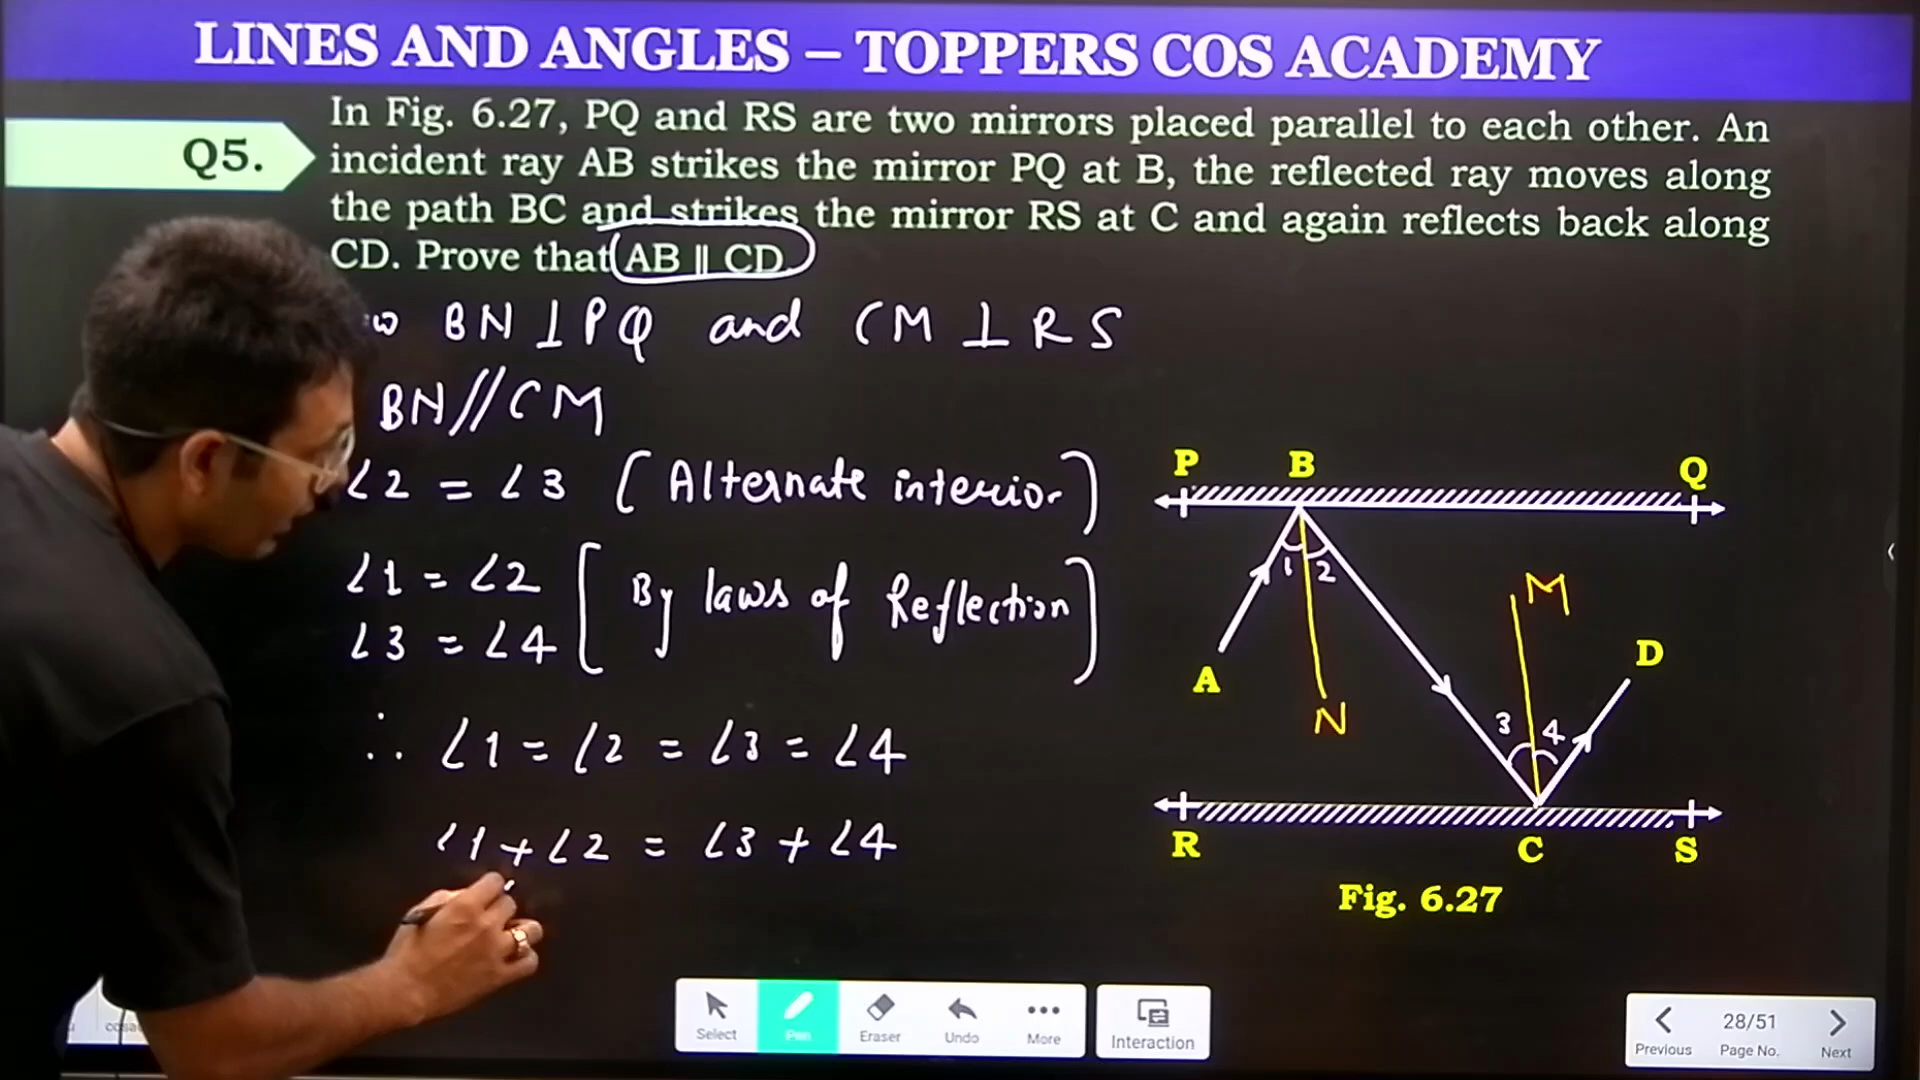 LINES AND ANGLES – TOPPERS COS ACADEMY
Q5.
In Fig. 6.27, PQ and RS are two mirrors placed parallel to each other. An
incident ray AB strikes the mirror PQ at B, the reflected ray moves along
the path BC and strikes the mirror RS at C and again reflects back along
CD. Prove that AB || CD
BN ⊥ PQ and CM ⊥ RS
BN // CM
∠2 = ∠3 (Alternate interior)
∠1 = ∠2
∠3 = ∠4
[By laws of Reflection]
∴ ∠1 = ∠2 = ∠3 = ∠4
∠1 + ∠2 = ∠3 + ∠4
P B Q
1 2
A
N
M
D
3 4
R C S
Fig. 6.27
Select
Pen
Eraser
Undo
More
Interaction
Previous
28/51
Page No.
Next